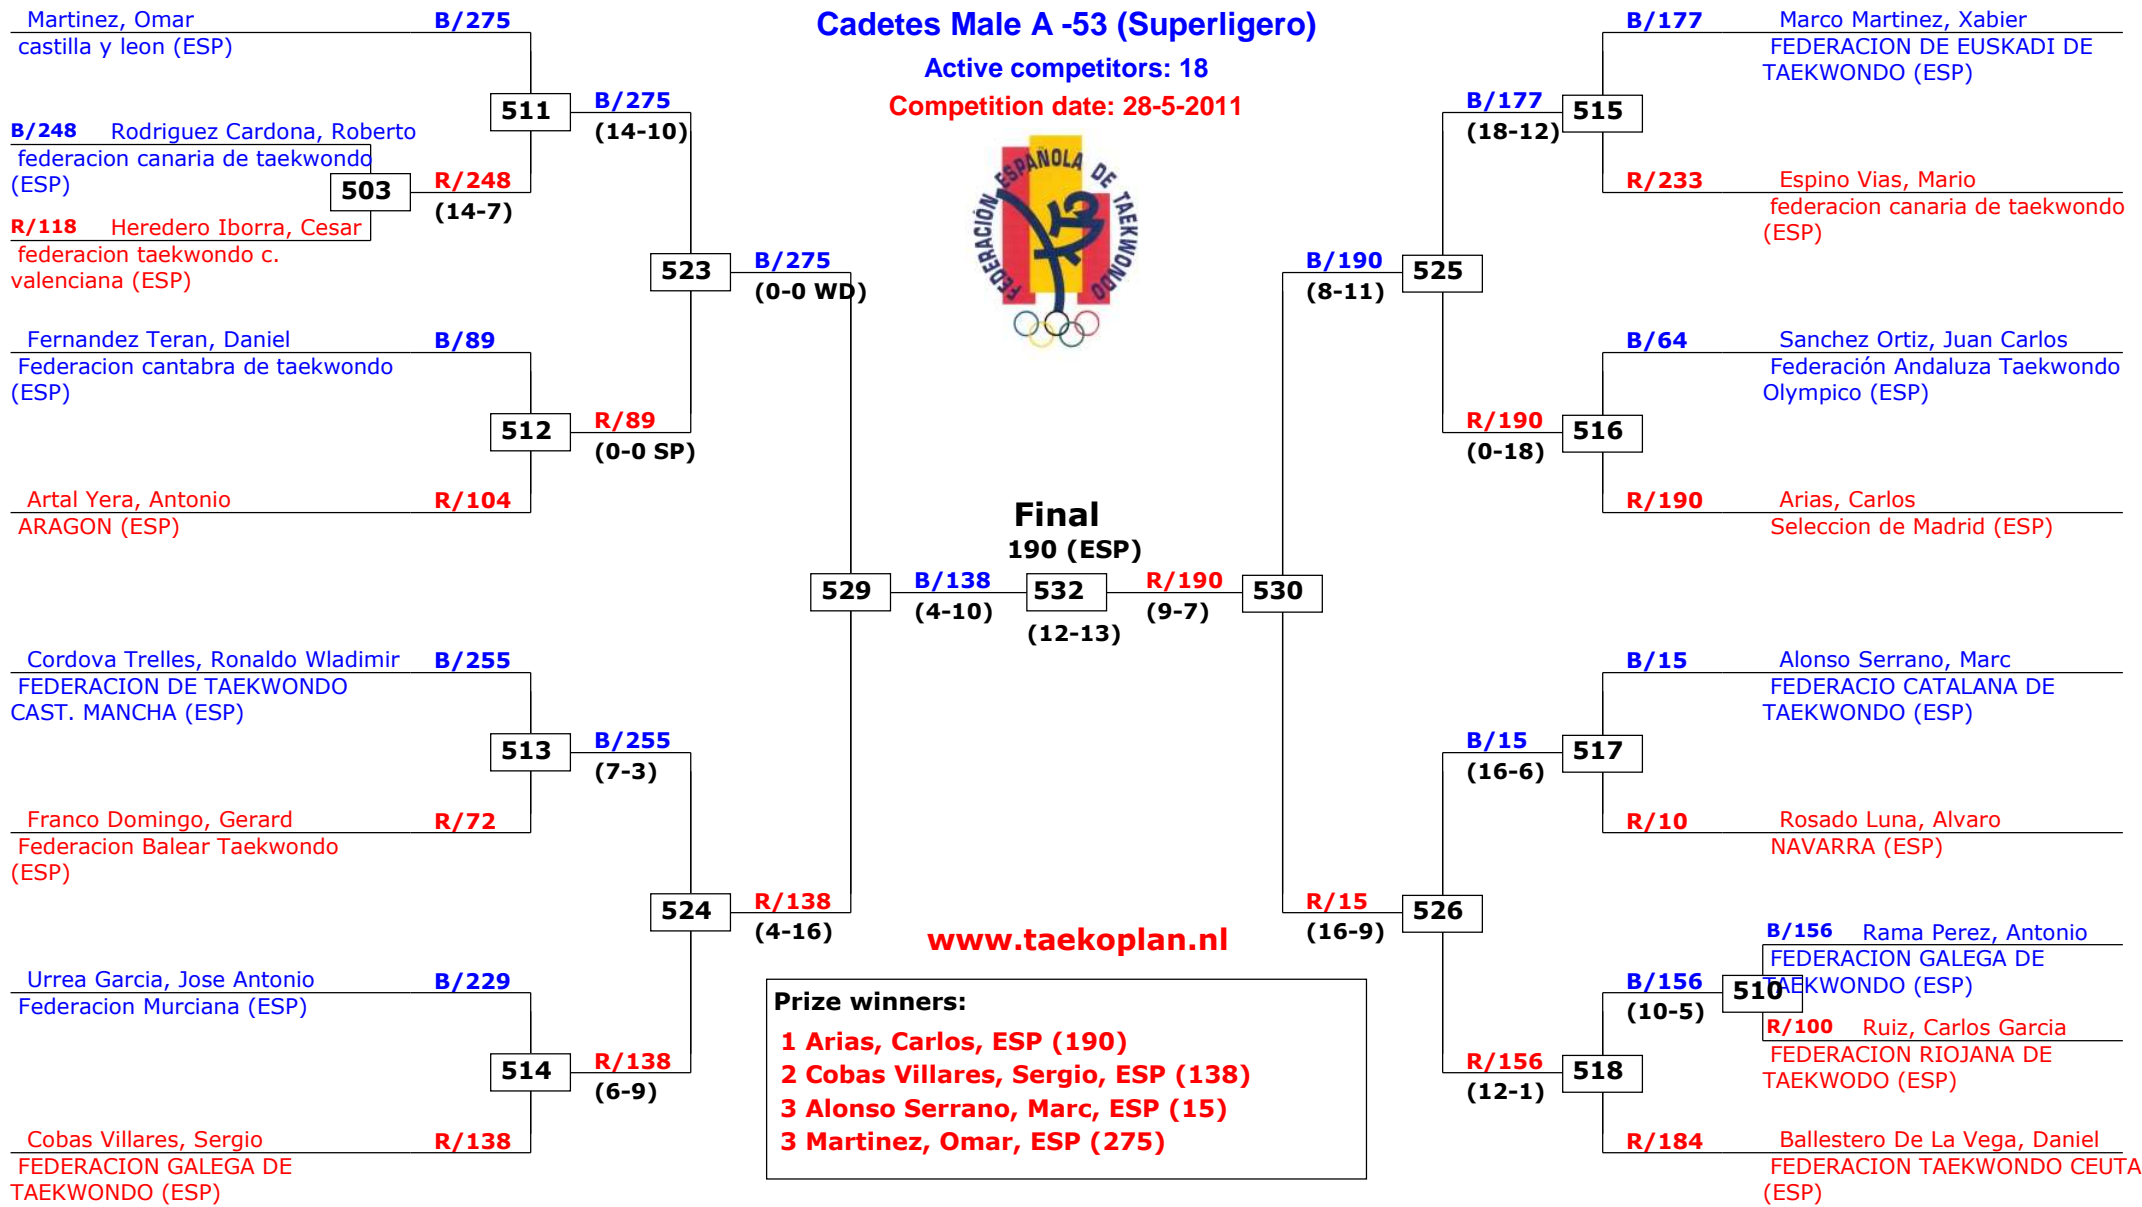 Cadetes Male A -53 (Superligero)
Active competitors: 18
Competition date: 28-5-2011
FEDERACIÓN ESPAÑOLA DE TAEKWONDO
Martinez, Omar B/275
castilla y leon (ESP)
511
B/275
(14-10)
B/248 Rodriguez Cardona, Roberto
federacion canaria de taekwondo
(ESP)
503
R/248
(14-7)
R/118 Heredero Iborra, Cesar
federacion taekwondo c.
valenciana (ESP)
523
B/275
(0-0 WD)
Fernandez Teran, Daniel B/89
Federacion cantabra de taekwondo
(ESP)
512
R/89
(0-0 SP)
Artal Yera, Antonio R/104
ARAGON (ESP)
529
B/138
(4-10)
Cordova Trelles, Ronaldo Wladimir B/255
FEDERACION DE TAEKWONDO
CAST. MANCHA (ESP)
513
B/255
(7-3)
Franco Domingo, Gerard R/72
Federacion Balear Taekwondo
(ESP)
524
R/138
(4-16)
Urrea Garcia, Jose Antonio B/229
Federacion Murciana (ESP)
514
R/138
(6-9)
Cobas Villares, Sergio R/138
FEDERACION GALEGA DE
TAEKWONDO (ESP)
Final
190 (ESP)
532
(12-13)
R/190
(9-7)
530
B/177 Marco Martinez, Xabier
FEDERACION DE EUSKADI DE
TAEKWONDO (ESP)
B/177
(18-12)
515
R/233 Espino Vias, Mario
federacion canaria de taekwondo
(ESP)
B/190
(8-11)
525
B/64 Sanchez Ortiz, Juan Carlos
Federación Andaluza Taekwondo
Olympico (ESP)
R/190
(0-18)
516
R/190 Arias, Carlos
Seleccion de Madrid (ESP)
B/15 Alonso Serrano, Marc
FEDERACIO CATALANA DE
TAEKWONDO (ESP)
B/15
(16-6)
517
R/10 Rosado Luna, Alvaro
NAVARRA (ESP)
R/15
(16-9)
526
B/156 Rama Perez, Antonio
FEDERACION GALEGA DE
TAEKWONDO (ESP)
B/156
(10-5)
510
R/100 Ruiz, Carlos Garcia
FEDERACION RIOJANA DE
TAEKWODO (ESP)
R/156
(12-1)
518
R/184 Ballestero De La Vega, Daniel
FEDERACION TAEKWONDO CEUTA
(ESP)
www.taekoplan.nl
Prize winners:
1 Arias, Carlos, ESP (190)
2 Cobas Villares, Sergio, ESP (138)
3 Alonso Serrano, Marc, ESP (15)
3 Martinez, Omar, ESP (275)